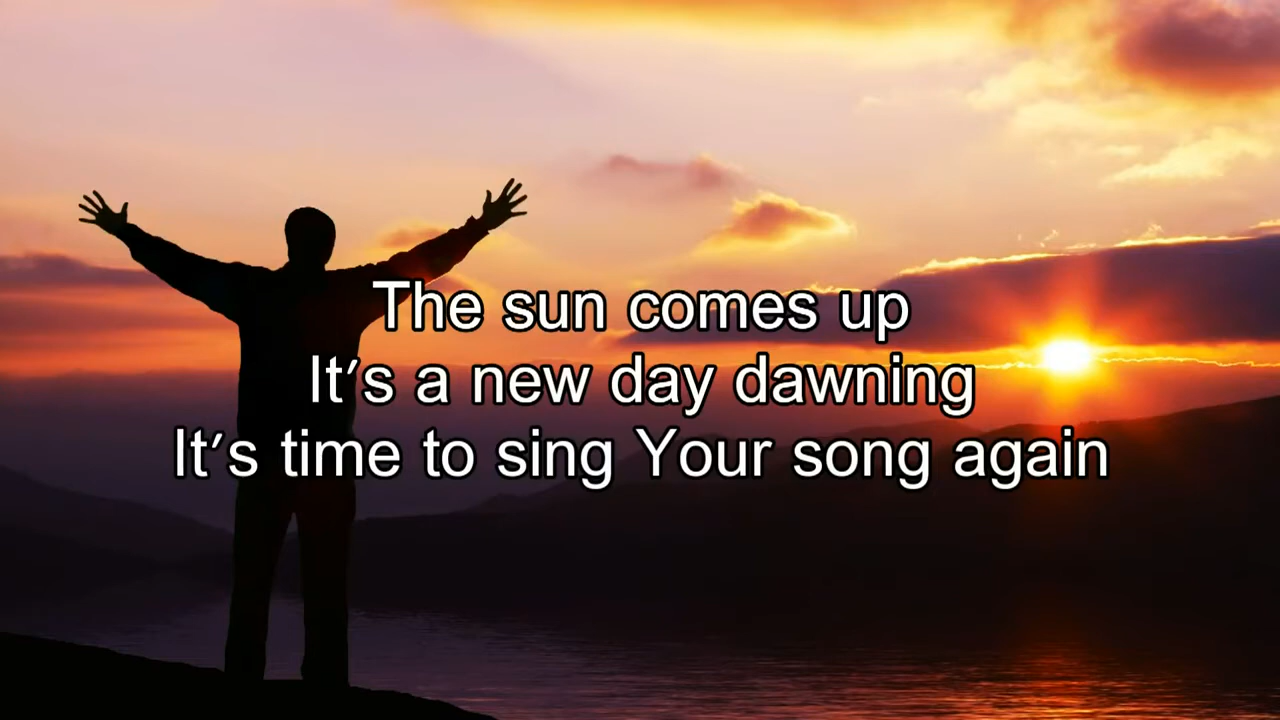 The sun comes up
It's a new day dawning
It's time to sing Your song again